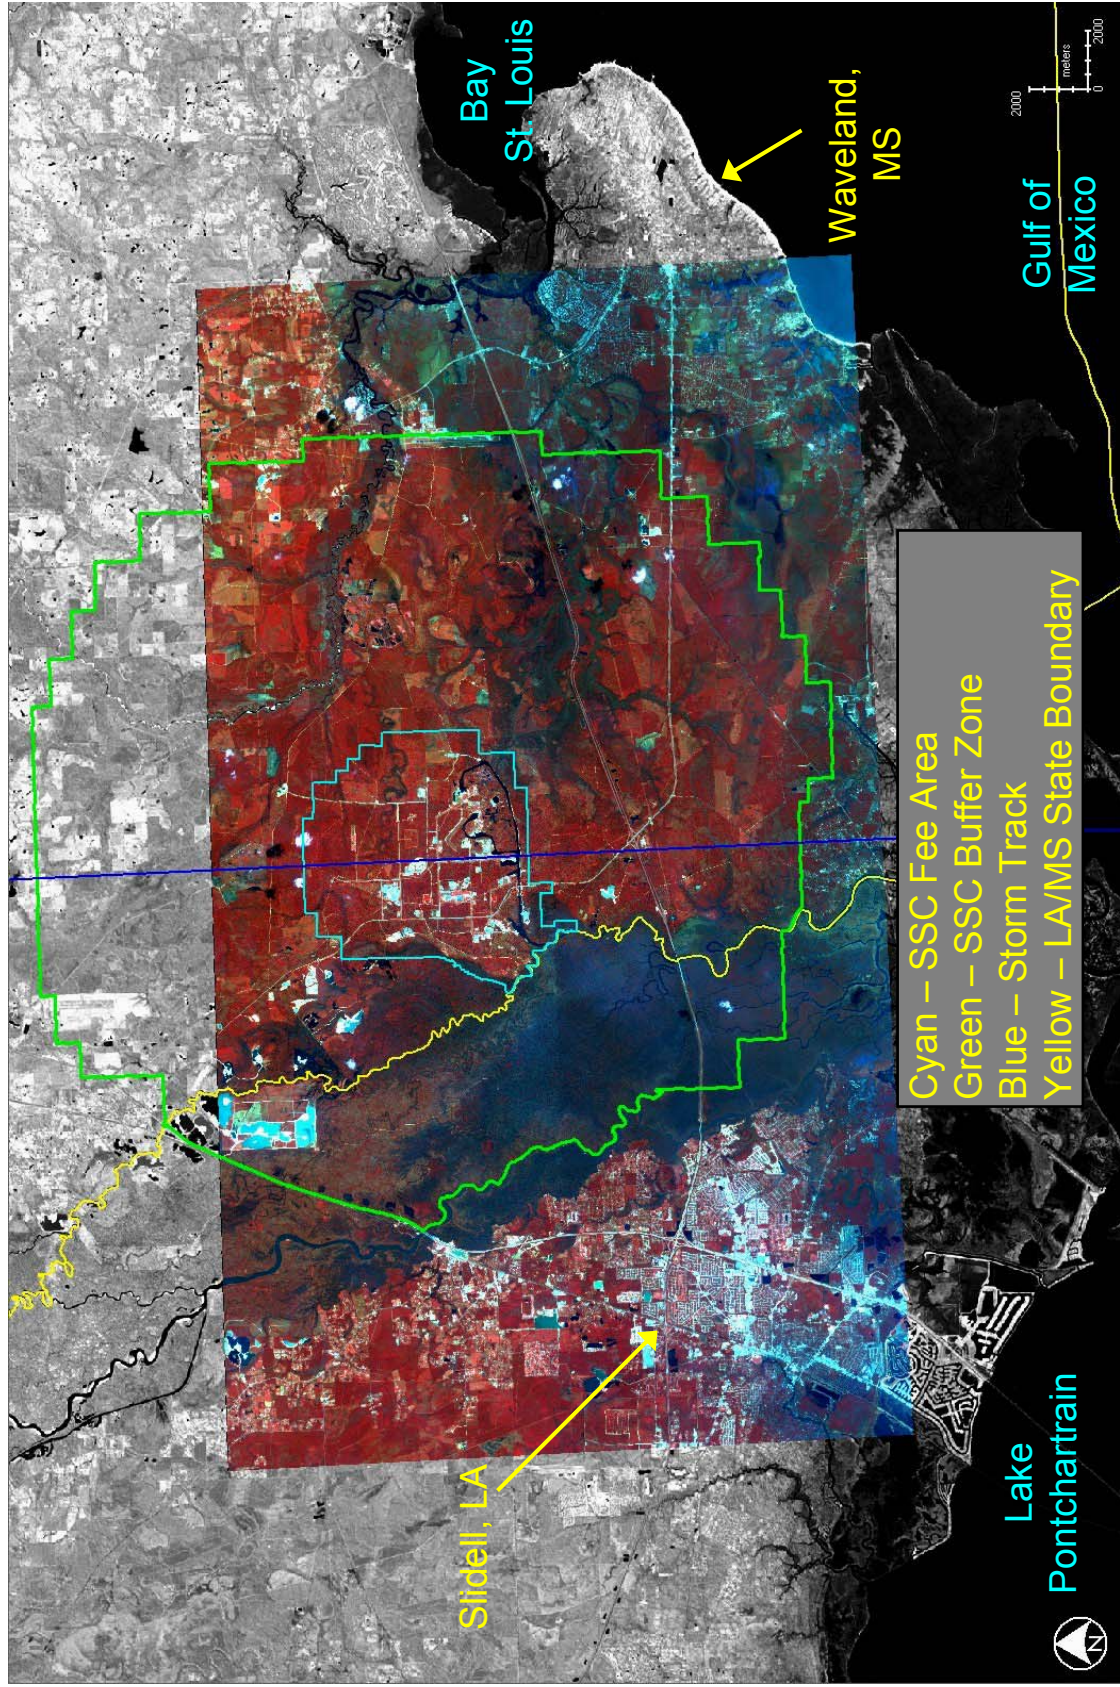 Bay
St. Louis
Waveland,
MS
Gulf of
Mexico
2000
meters
0
2000
Slidell, LA
Cyan – SSC Fee Area
Green – SSC Buffer Zone
Blue – Storm Track
Yellow – LA/MS State Boundary
Lake
Pontchartrain
N